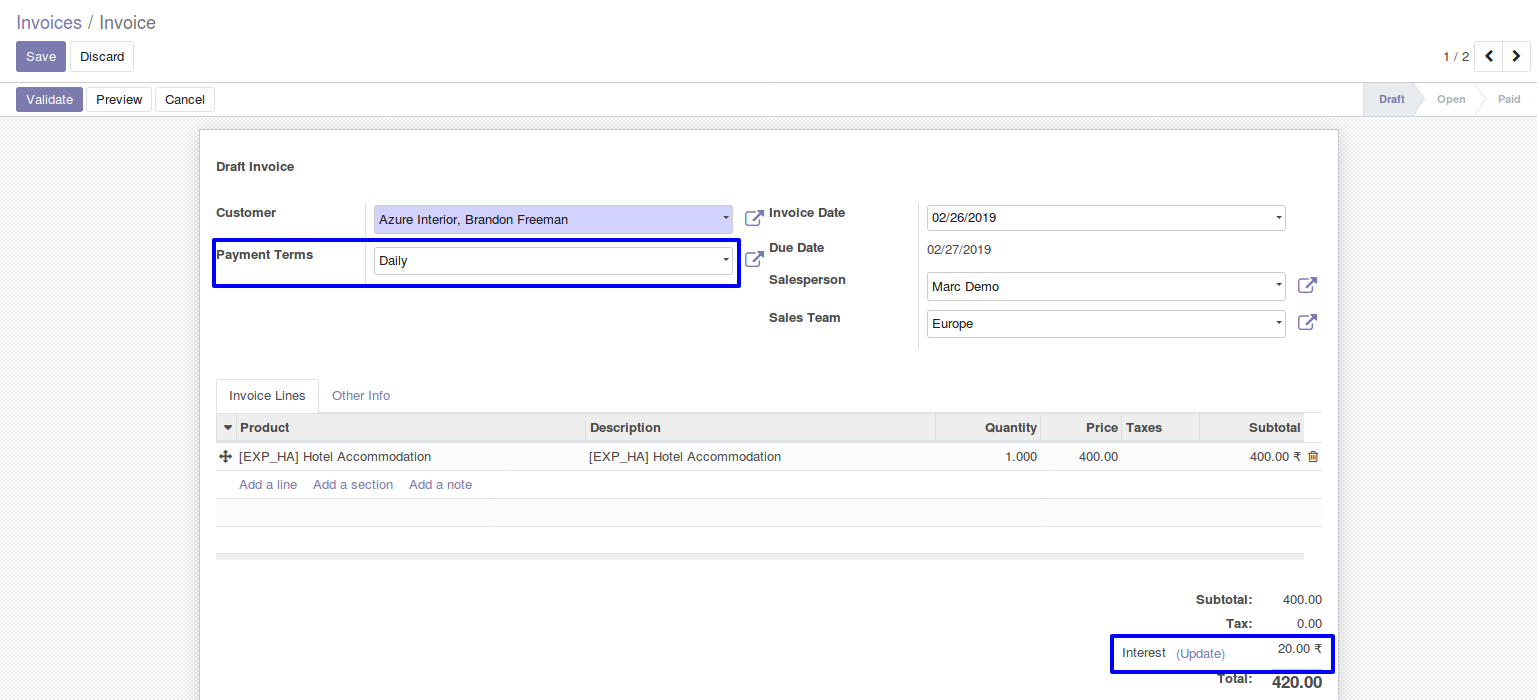 Invoices / Invoice
Save Discard 1 / 2
Validate Preview Cancel Draft Open Paid
Draft Invoice
Customer Azure Interior, Brandon Freeman Invoice Date 02/26/2019
Payment Terms Daily Due Date 02/27/2019
Salesperson Marc Demo
Sales Team Europe
Invoice Lines Other Info
Product Description Quantity Price Taxes Subtotal
[EXP_HA] Hotel Accommodation [EXP_HA] Hotel Accommodation 1.000 400.00 400.00 ₹
Add a line Add a section Add a note
Subtotal: 400.00
Tax: 0.00
Interest (Update) 20.00 ₹
Total: 420.00